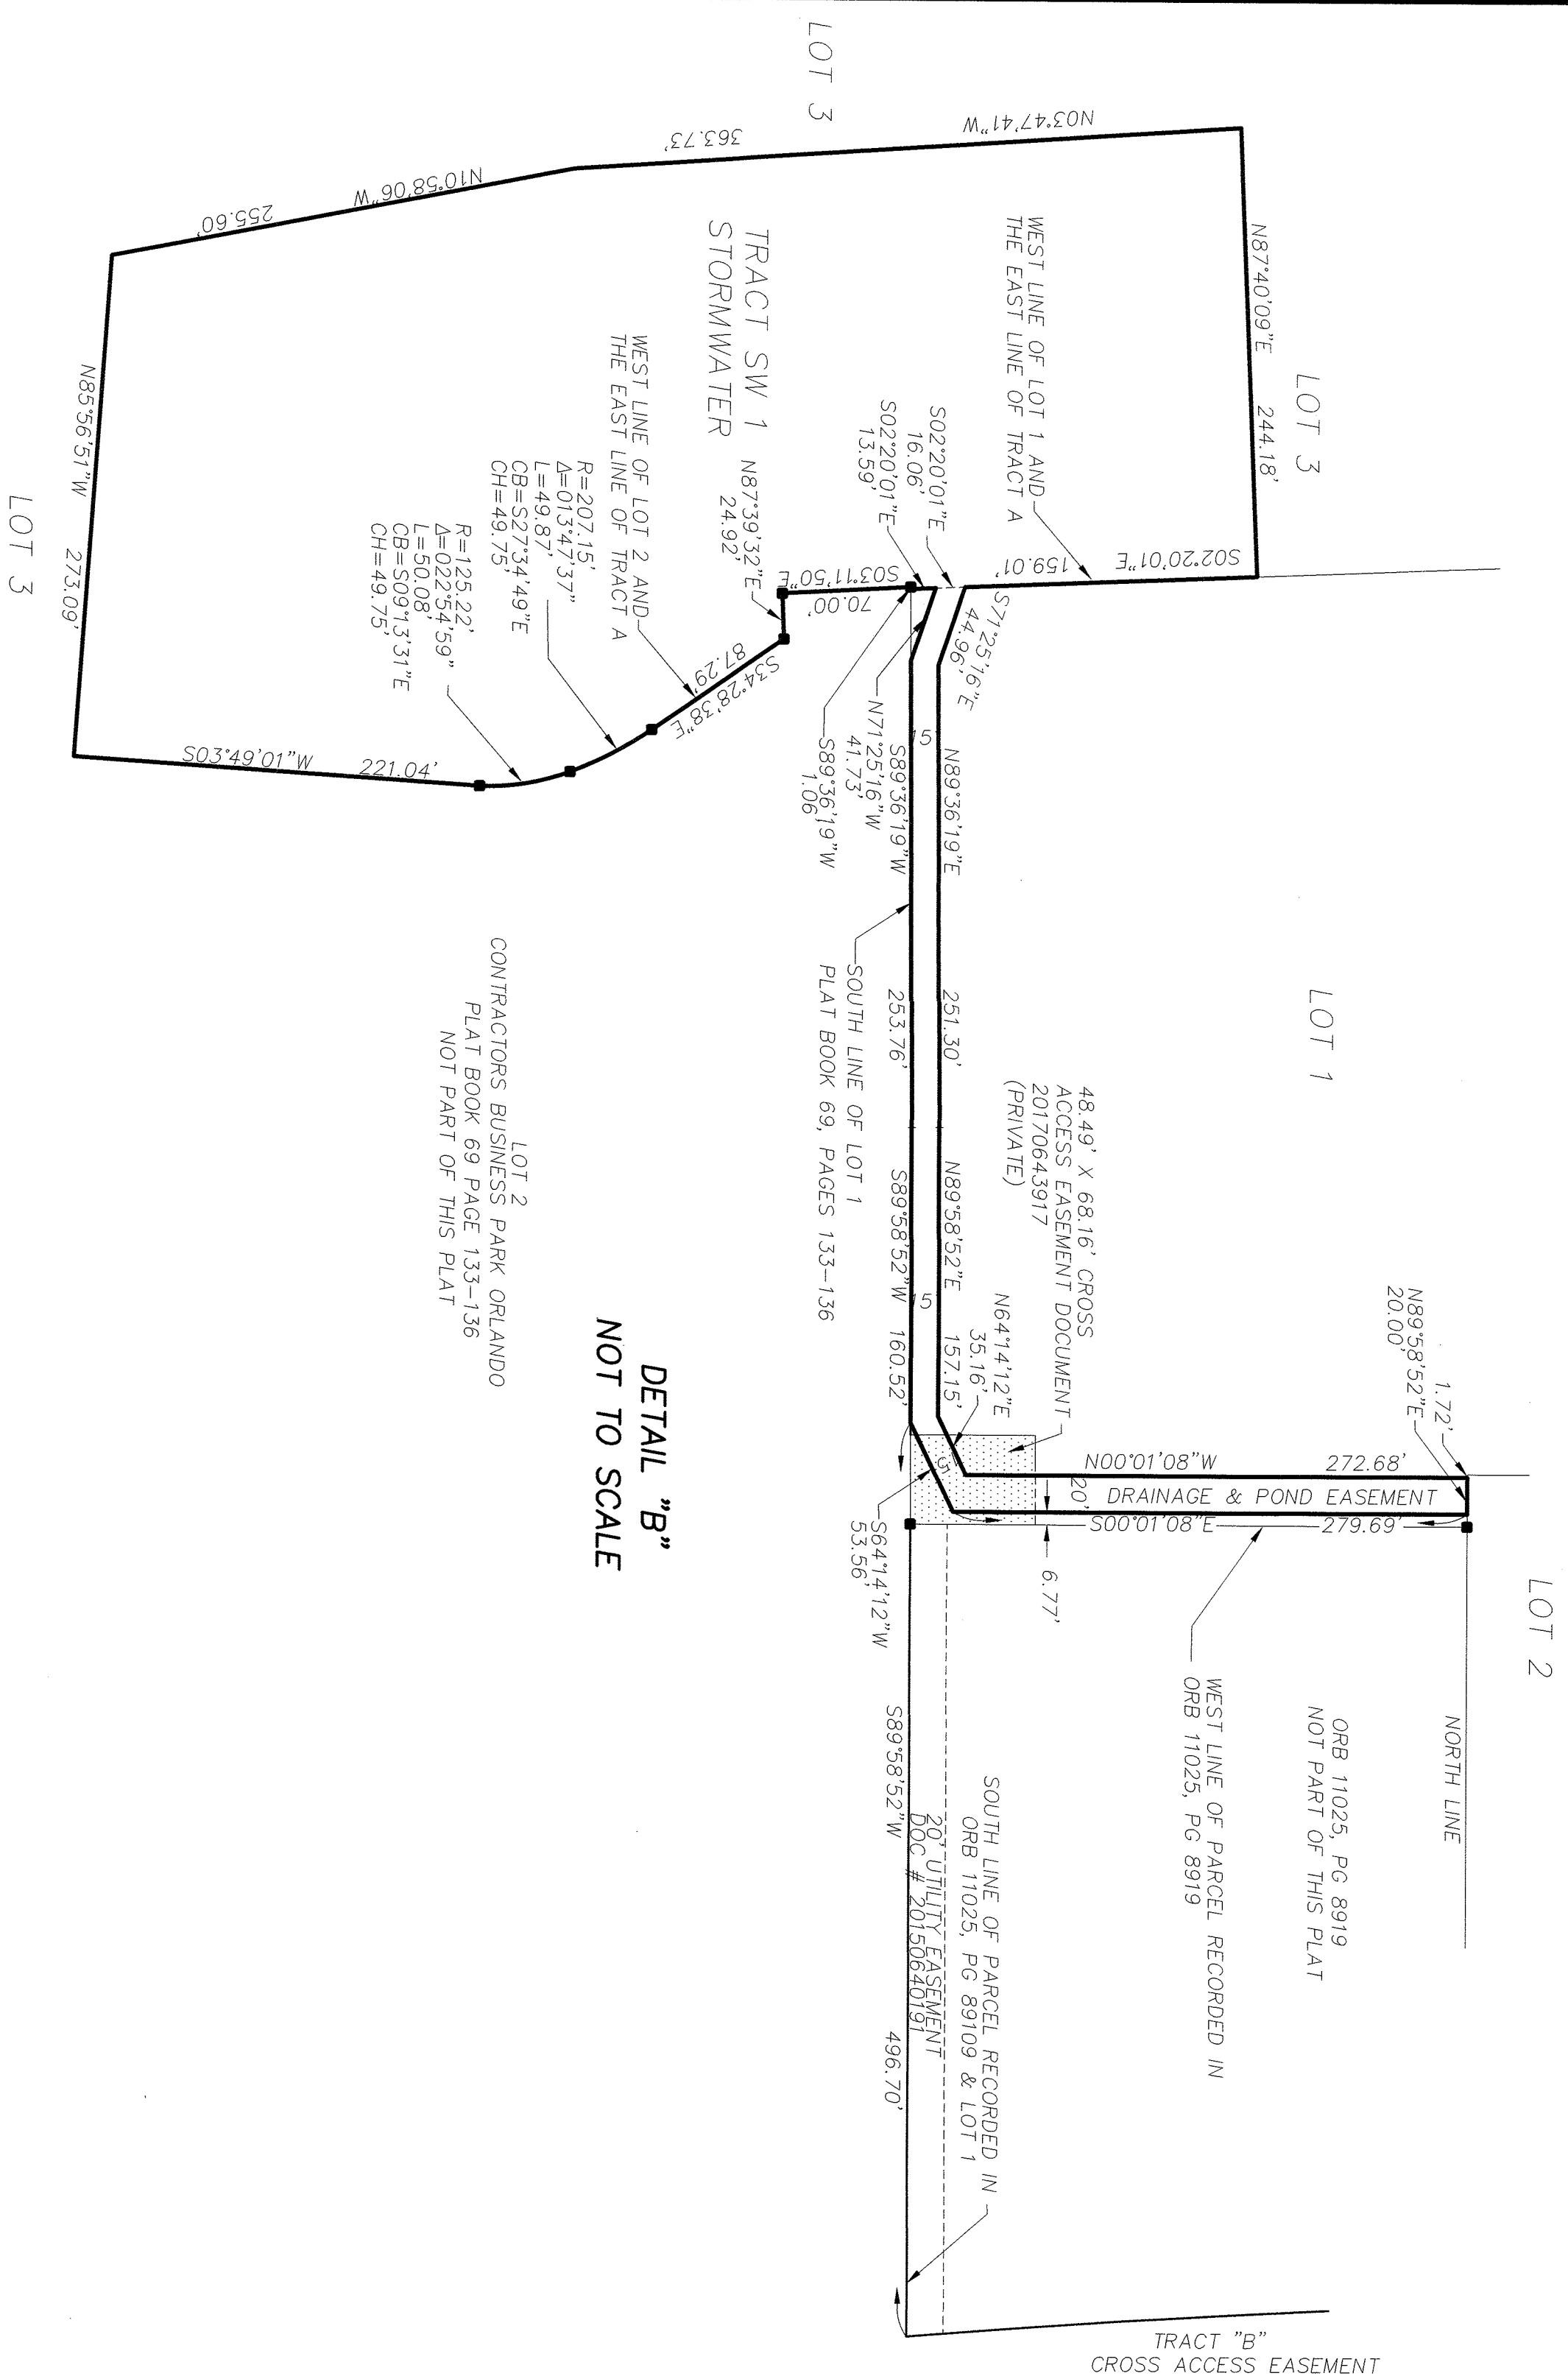 LOT 3
N03°47'41"W
363.73'
N10°58'06"W
255.60'
N87°40'09"E 244.18'
LOT 3
WEST LINE OF LOT 1 AND
THE EAST LINE OF TRACT A
S02°20'01"E
159.01'
S02°20'01"E
16.06'
S02°20'01"E
13.59'
TRACT SW 1
STORMWATER
N87°39'32"E
24.92'
S03°11'50"E
70.00'
WEST LINE OF LOT 2 AND
THE EAST LINE OF TRACT A
S34°28'38"E
87.29'
R=207.15'
Δ=013°47'37"
L=49.87'
CB=S27°34'49"E
CH=49.75'
R=125.22'
Δ=022°54'59"
L=50.08'
CB=S09°13'31"E
CH=49.75'
S03°49'01"W 221.04'
N85°56'51"W 273.09'
LOT 3
S71°25'16"E
44.96'
N71°25'16"W
41.73'
S89°36'19"W
1.06'
15
N89°36'19"E 251.30'
S89°36'19"W 253.76'
SOUTH LINE OF LOT 1
PLAT BOOK 69, PAGES 133-136
LOT 1
48.49' X 68.16' CROSS
ACCESS EASEMENT DOCUMENT
20170643917
(PRIVATE)
N89°58'52"E 157.15'
15
S89°58'52"W 160.52'
N64°14'12"E
35.16'
S64°14'12"W
53.56'
1.72'
N89°58'52"E
20.00'
N00°01'08"W 272.68'
20'
DRAINAGE & POND EASEMENT
S00°01'08"E 279.69'
6.77'
LOT 2
CONTRACTORS BUSINESS PARK ORLANDO
PLAT BOOK 69 PAGE 133-136
NOT PART OF THIS PLAT
DETAIL "B"
NOT TO SCALE
LOT 2
NORTH LINE
ORB 11025, PG 8919
NOT PART OF THIS PLAT
WEST LINE OF PARCEL RECORDED IN
ORB 11025, PG 8919
SOUTH LINE OF PARCEL RECORDED IN
ORB 11025, PG 89109 & LOT 1
20' UTILITY EASEMENT
DOC # 20150640191
S89°58'52"W 496.70'
TRACT "B"
CROSS ACCESS EASEMENT